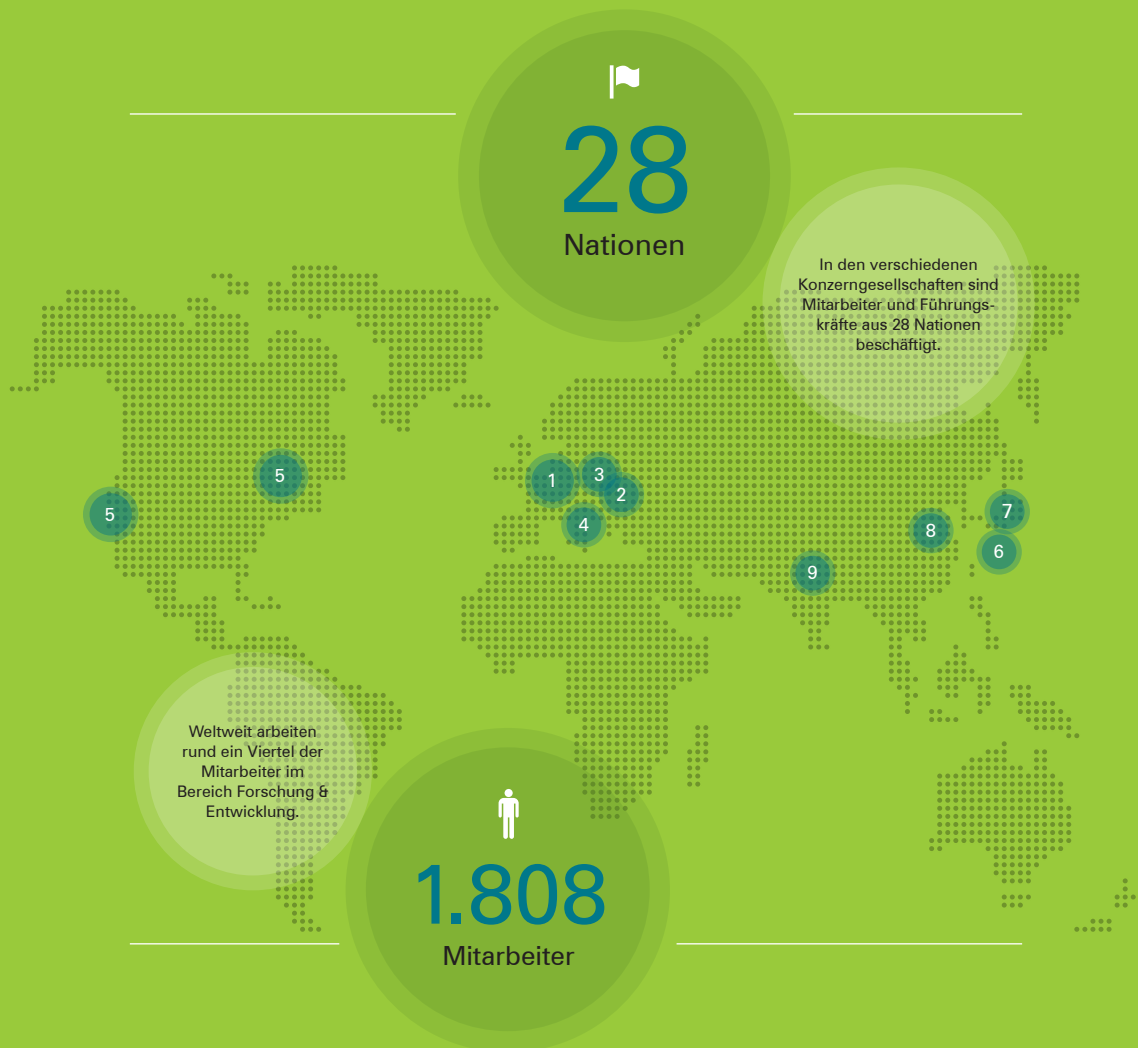 28
Nationen
In den verschiedenen
Konzerngesellschaften sind
Mitarbeiter und Führungs-
kräfte aus 28 Nationen
beschäftigt.
5
5
1
3
2
4
9
8
7
6
Weltweit arbeiten
rund ein Viertel der
Mitarbeiter im
Bereich Forschung &
Entwicklung.
1.808
Mitarbeiter